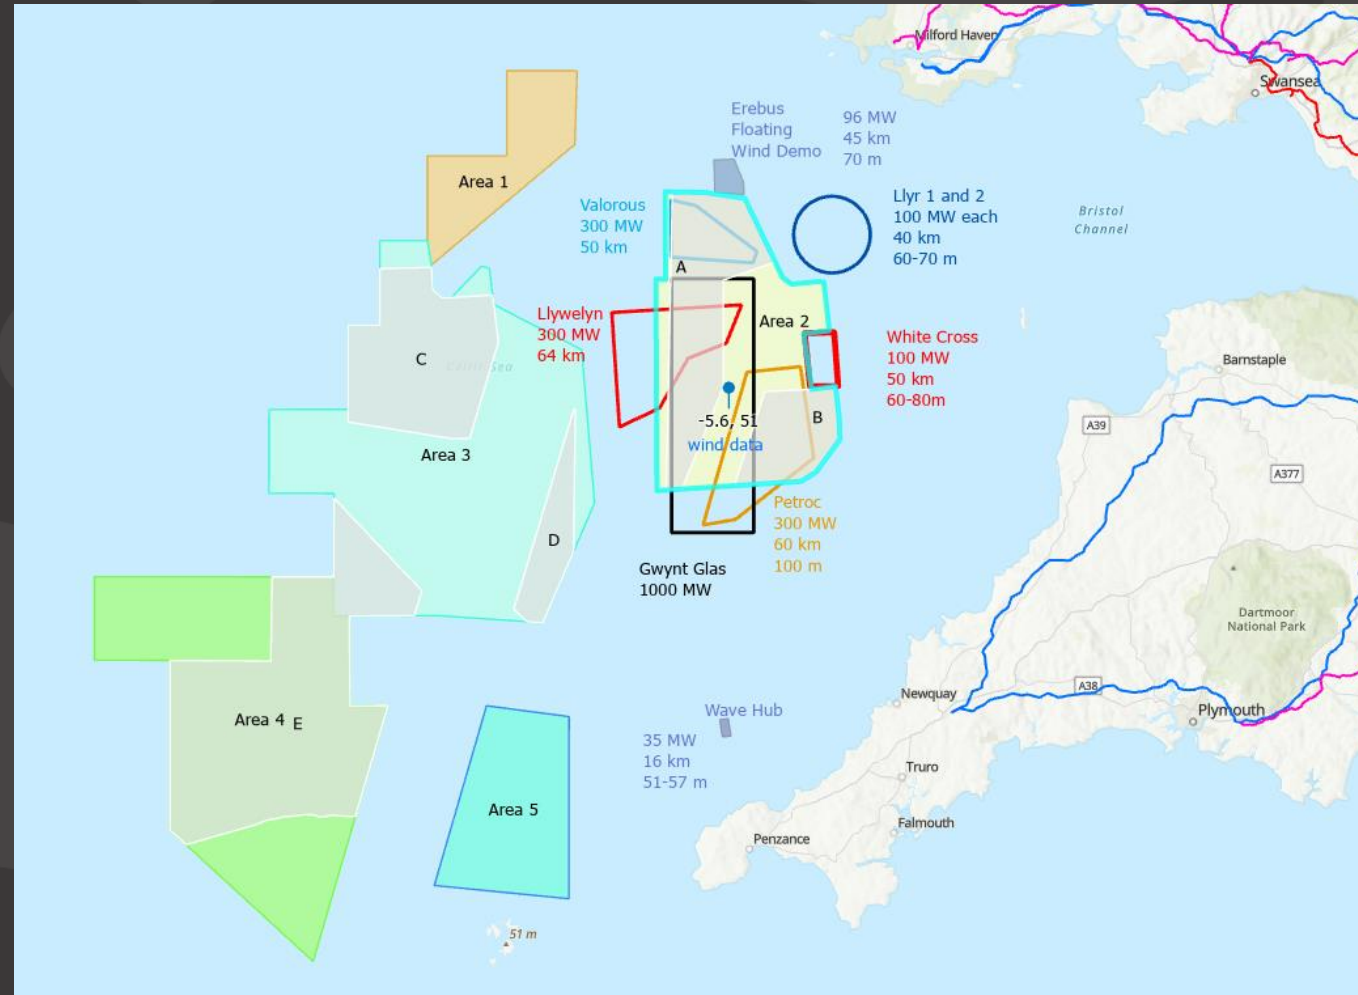 Milford Haven
Swansea
Erebus
Floating
Wind Demo
96 MW
45 km
70 m
Area 1
Valorous
300 MW
50 km
Llyr 1 and 2
100 MW each
40 km
60-70 m
Bristol
Channel
A
Llywelyn
300 MW
64 km
Area 2
White Cross
100 MW
50 km
60-80m
C
Celtic Sea
Barnstaple
-5.6, 51
wind data
B
A39
Area 3
A377
Petroc
300 MW
60 km
100 m
D
Gwynt Glas
1000 MW
Dartmoor
National Park
Newquay
A38
Plymouth
Area 4
E
Wave Hub
35 MW
16 km
51-57 m
Truro
Area 5
Falmouth
Penzance
51 m